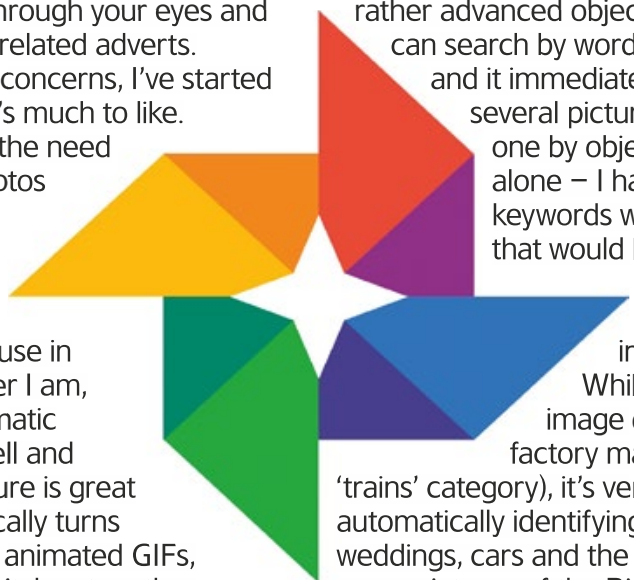 through your eyes and
related adverts.
concerns, I've started
's much to like.
the need
otos
use in
er I am,
matic
ell and
ure is great
cally turns
animated GIFs,
rather advanced objec
can search by word
and it immediate
several pictur
one by obje
alone – I ha
keywords w
that would
in
Whil
image
factory ma
'trains' category), it's ver
automatically identifying
weddings, cars and the